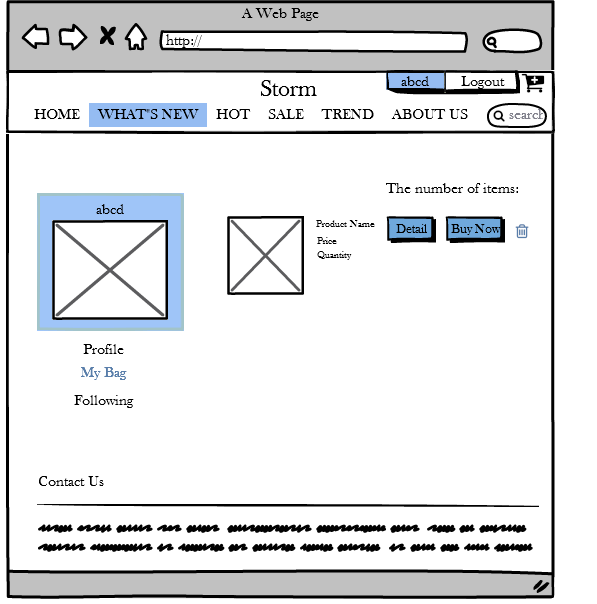 A Web Page
http://
abcd Logout
Storm
HOME WHAT"S NEW HOT SALE TREND ABOUT US search
The number of items:
abcd
Product Name Detail Buy Now
Price
Quantity
Profile
My Bag
Following
Contact Us